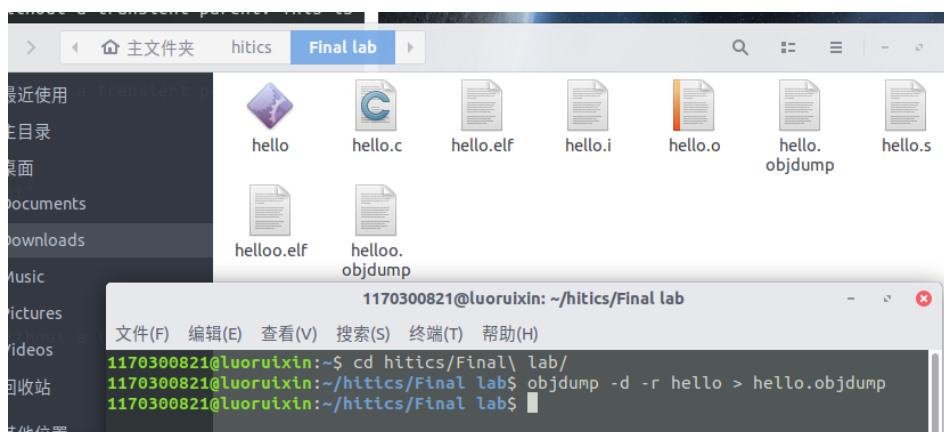 主文件夹 hitics Final lab
最近使用
主目录
桌面
Documents
Downloads
Music
Pictures
Videos
回收站
hello hello.c hello.elf hello.i hello.o hello.objdump hello.s
helloo.elf helloo.objdump
1170300821@luoruixin: ~/hitics/Final lab
文件(F) 编辑(E) 查看(V) 搜索(S) 终端(T) 帮助(H)
1170300821@luoruixin:~$ cd hitics/Final\ lab/
1170300821@luoruixin:~/hitics/Final lab$ objdump -d -r hello > hello.objdump
1170300821@luoruixin:~/hitics/Final lab$